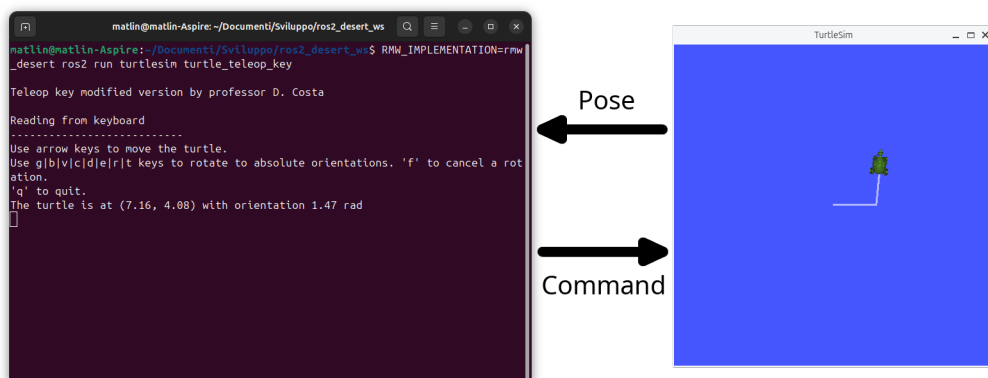 matlin@matlin-Aspire: ~/Documenti/Sviluppo/ros2_desert_ws
matlin@matlin-Aspire:~/Documenti/Sviluppo/ros2_desert_ws$ RMW_IMPLEMENTATION=rmw
_desert ros2 run turtlesim turtle_teleop_key
Teleop key modified version by professor D. Costa
Reading from keyboard
---------------------------
Use arrow keys to move the turtle.
Use g|b|v|c|d|e|r|t keys to rotate to absolute orientations. 'f' to cancel a rot
ation.
'q' to quit.
The turtle is at (7.16, 4.08) with orientation 1.47 rad
Pose
Command
TurtleSim